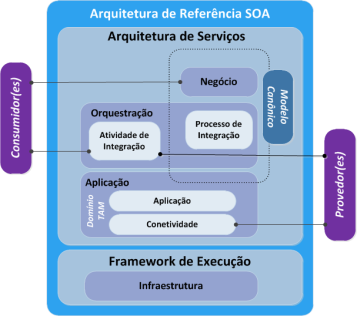 Arquitetura de Referência SOA
Arquitetura de Serviços
Consumidor(es)
Negócio
Modelo
Canônico
Orquestração
Atividade de
Integração
Processo de
Integração
Provedor(es)
Aplicação
Domínio
TAM
Aplicação
Conetividade
Framework de Execução
Infraestrutura